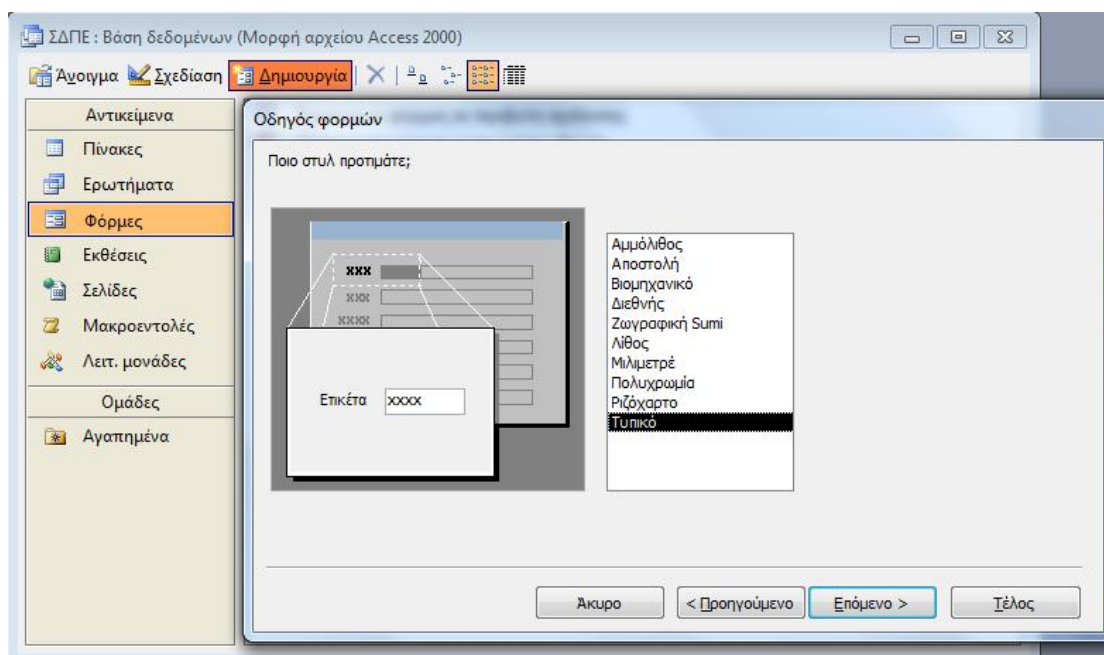 ΣΔΠΕ : Βάση δεδομένων (Μορφή αρχείου Access 2000)
Άνοιγμα Σχεδίαση Δημιουργία
Αντικείμενα
Πίνακες
Ερωτήματα
Φόρμες
Εκθέσεις
Σελίδες
Μακροεντολές
Λειτ. μονάδες
Ομάδες
Αγαπημένα
Οδηγός φορμών
Ποιο στυλ προτιμάτε;
xxx
xxx
xxxx
Ετικέτα xxxx
Αμμόλιθος
Αποστολή
Βιομηχανικό
Διεθνής
Ζωγραφική Sumi
Λίθος
Μιλιμετρέ
Πολυχρωμία
Ριζόχαρτο
Τυπικό
Άκυρο < Προηγούμενο Επόμενο > Τέλος